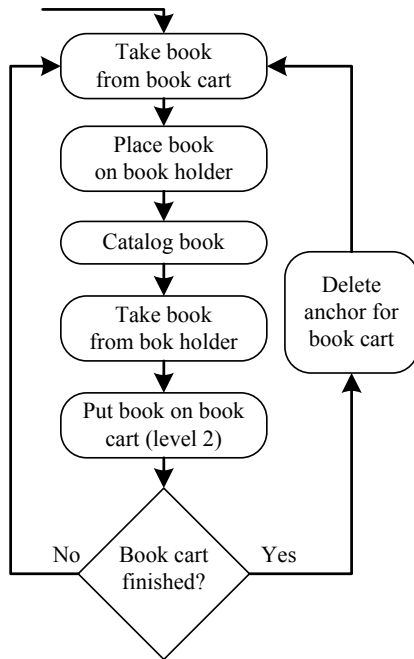 Take book
from book cart
Place book
on book holder
Catalog book
Take book
from bok holder
Put book on book
cart (level 2)
Book cart
finished?
No
Yes
Delete
anchor for
book cart